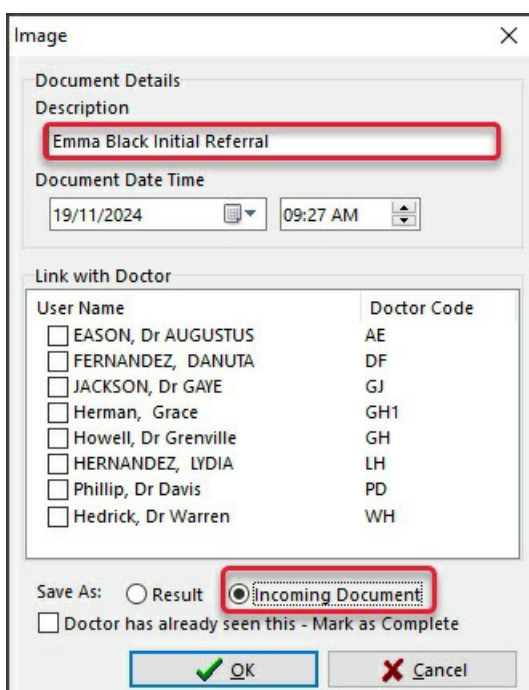 Image
Document Details
Description
Emma Black Initial Referral
Document Date Time
19/11/2024 09:27 AM
Link with Doctor
User Name Doctor Code
EASON, Dr AUGUSTUS AE
FERNANDEZ, DANUTA DF
JACKSON, Dr GAYE GJ
Herman, Grace GH1
Howell, Dr Grenville GH
HERNANDEZ, LYDIA LH
Phillip, Dr Davis PD
Hedrick, Dr Warren WH
Save As: Result Incoming Document
Doctor has already seen this - Mark as Complete
OK Cancel